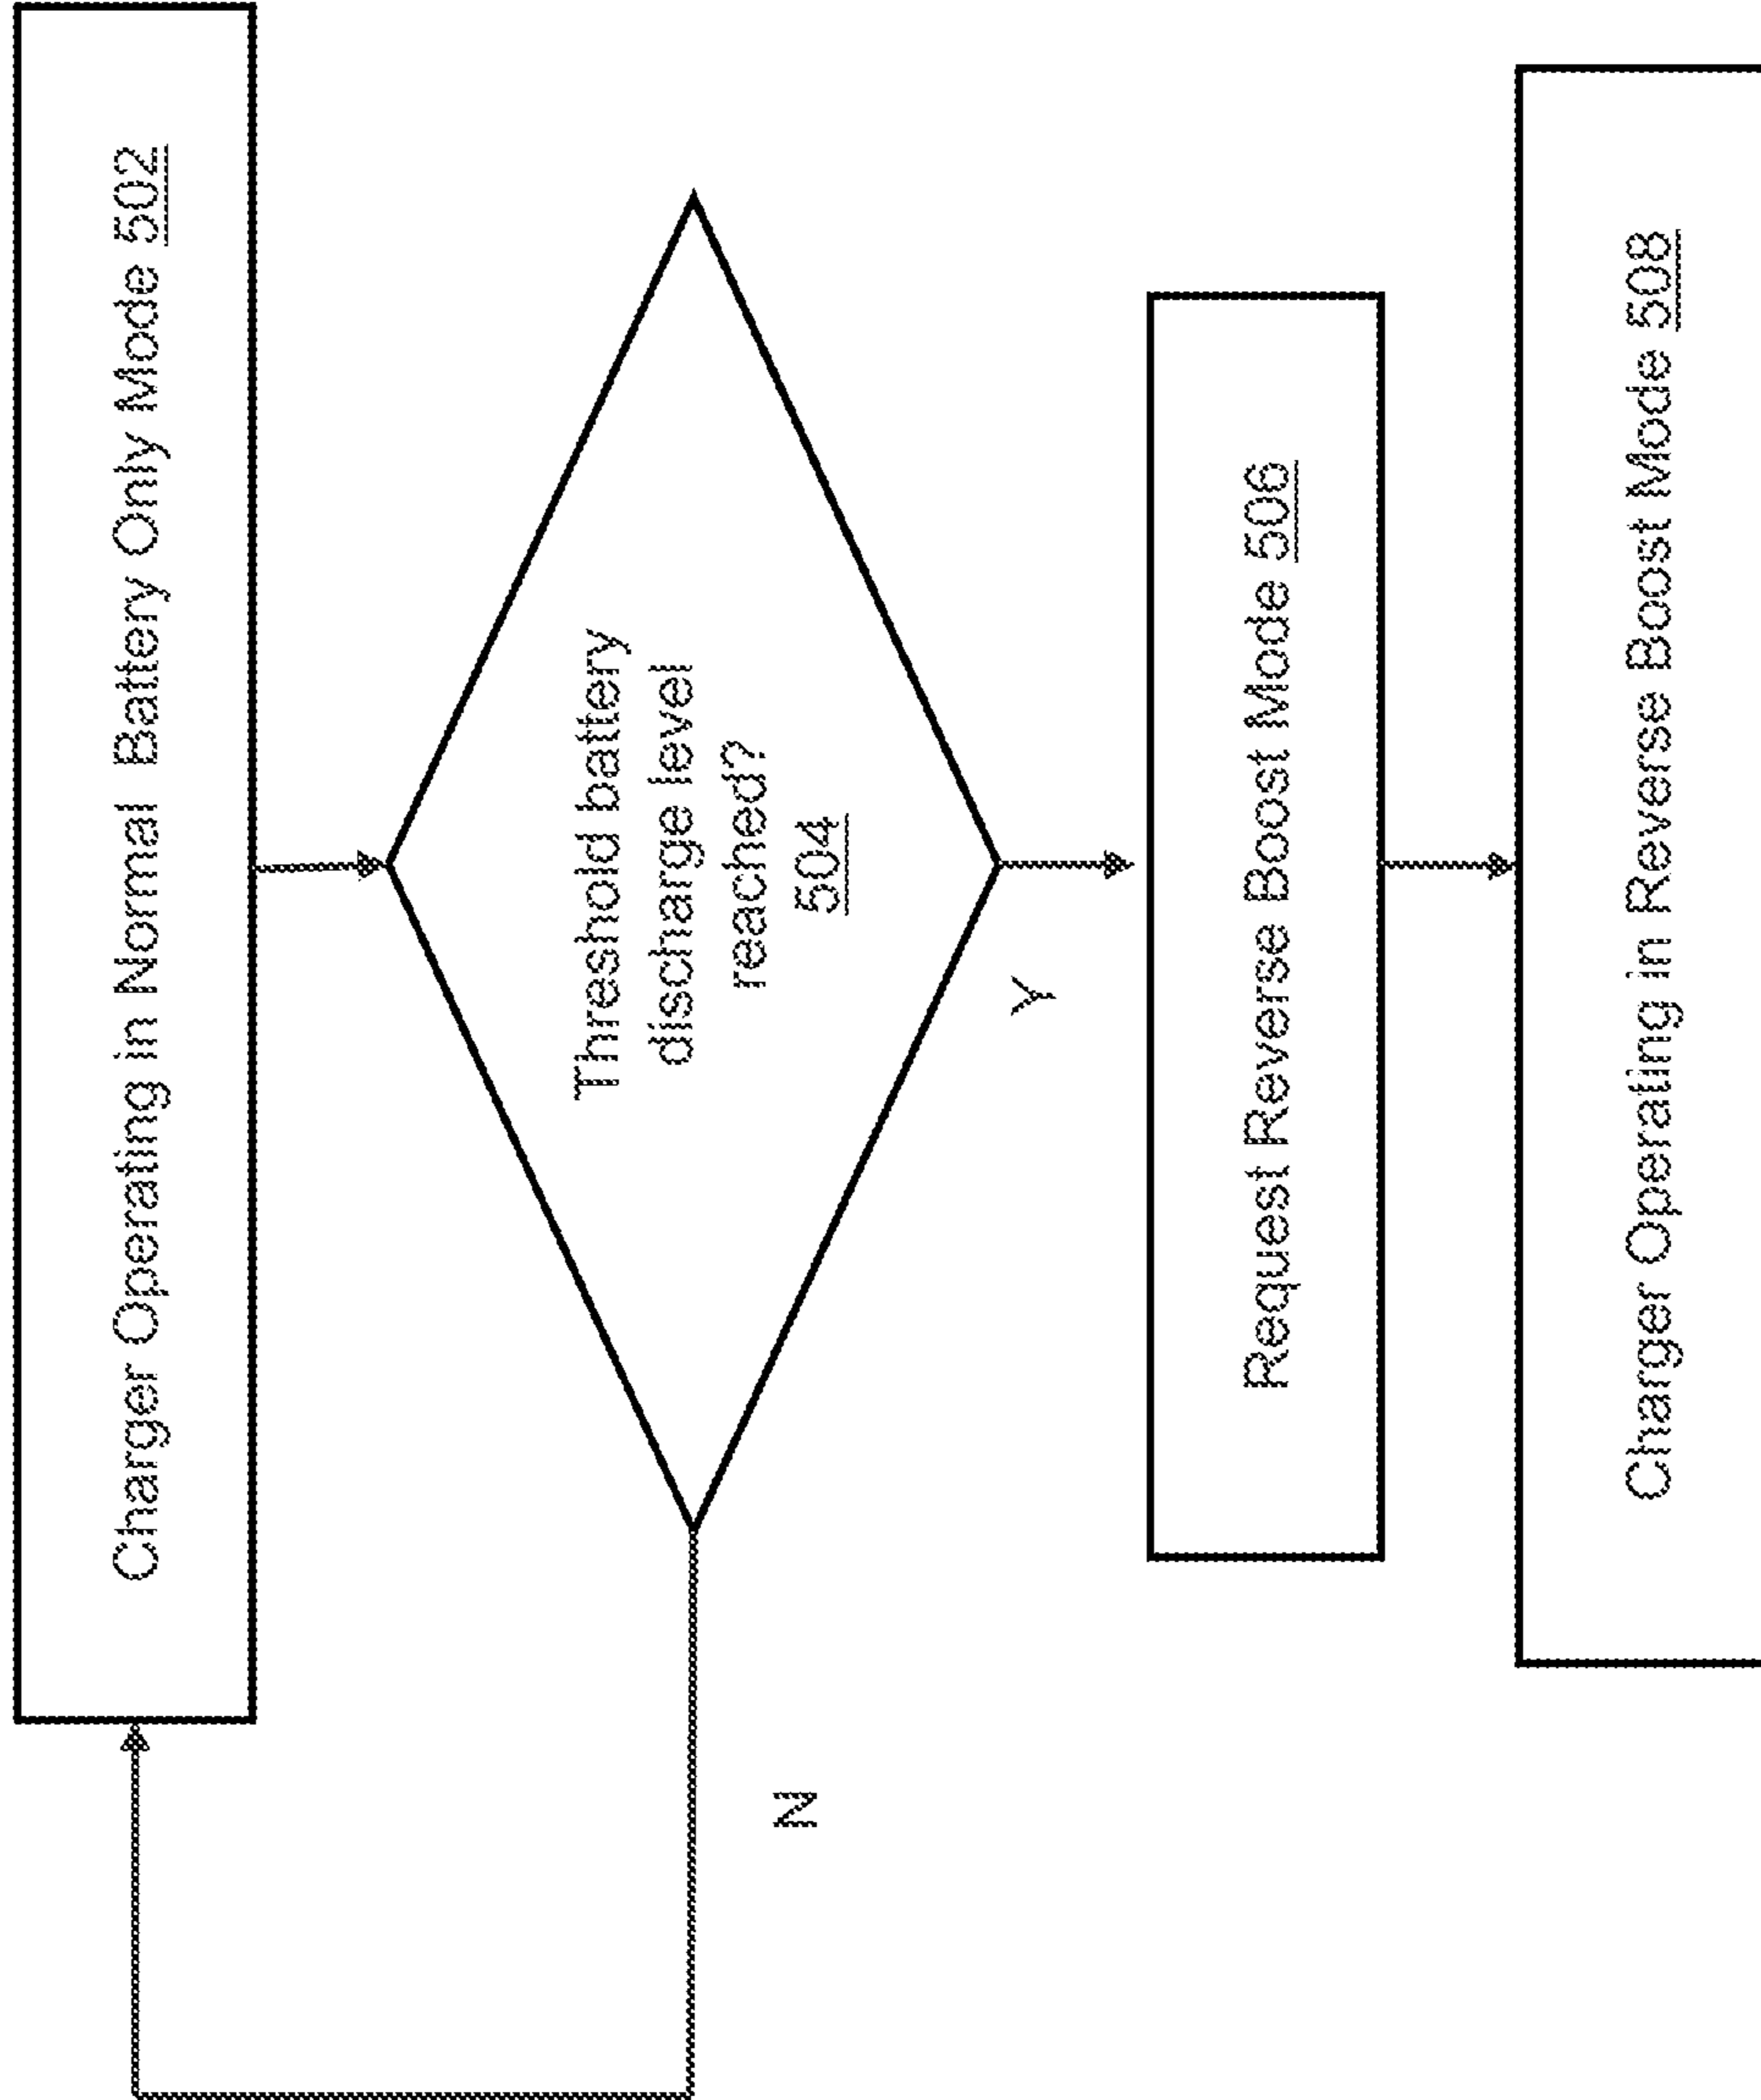 Charger Operating in Normal Battery Only Mode 502
Threshold battery
discharge level
reached?
504
N
Y
Request Reverse Boost Mode 506
Charger Operating in Reverse Boost Mode 508